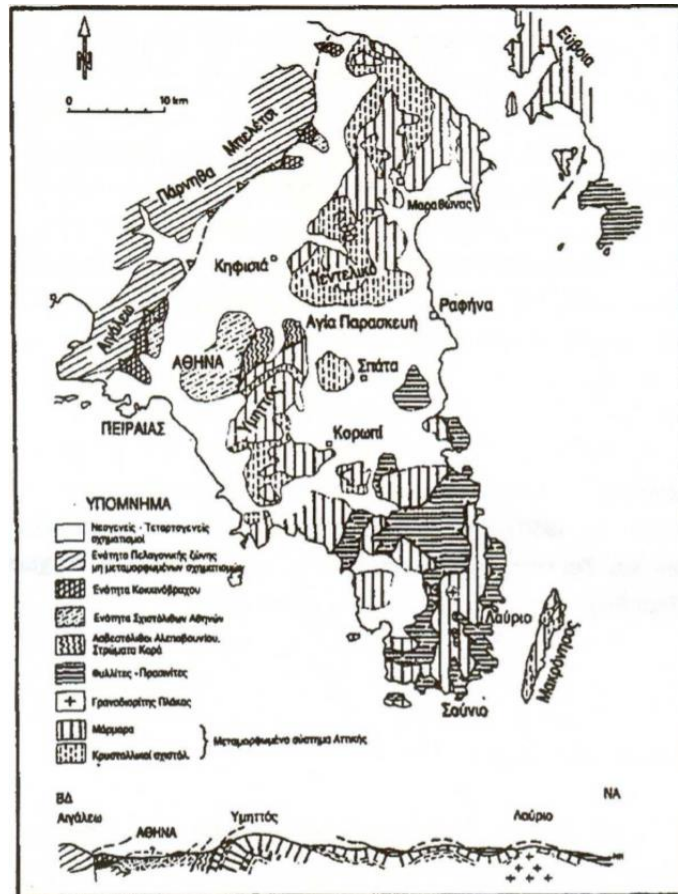 N
0
10 km
Εύβοια
Πάρνηθα Μπελέτσι
Μαραθώνας
Κηφισιά
Πεντελικό
Ραφήνα
Αιγάλεω
Αγία Παρασκευή
ΑΘΗΝΑ
Σπάτα
Υμηττός
ΠΕΙΡΑΙΑΣ
Κορωπί
ΥΠΟΜΝΗΜΑ
Νεογενείς - Τεταρτογενείς
σχηματισμοί
Ενότητα Πελαγονικής ζώνης
μη μεταμορφωμένων σχηματισμών
Ενότητα Κοκκινόβραχου
Ενότητα Σχιστόλιθων Αθηνών
Ασβεστόλιθοι Αλεποβουνίου.
Στρώματα Καρά
Φυλλίτες - Πρασινίτες
Γρανοδιορίτης Πλάκας
Μάρμαρα
Κρυσταλλικοί σχιστόλ.
Μεταμορφωμένο σύστημα Αττικής
Λαύριο
Μακρόνησος
Σούνιο
ΒΔ
ΝΑ
Αιγάλεω
ΑΘΗΝΑ
Υμηττός
Λαύριο